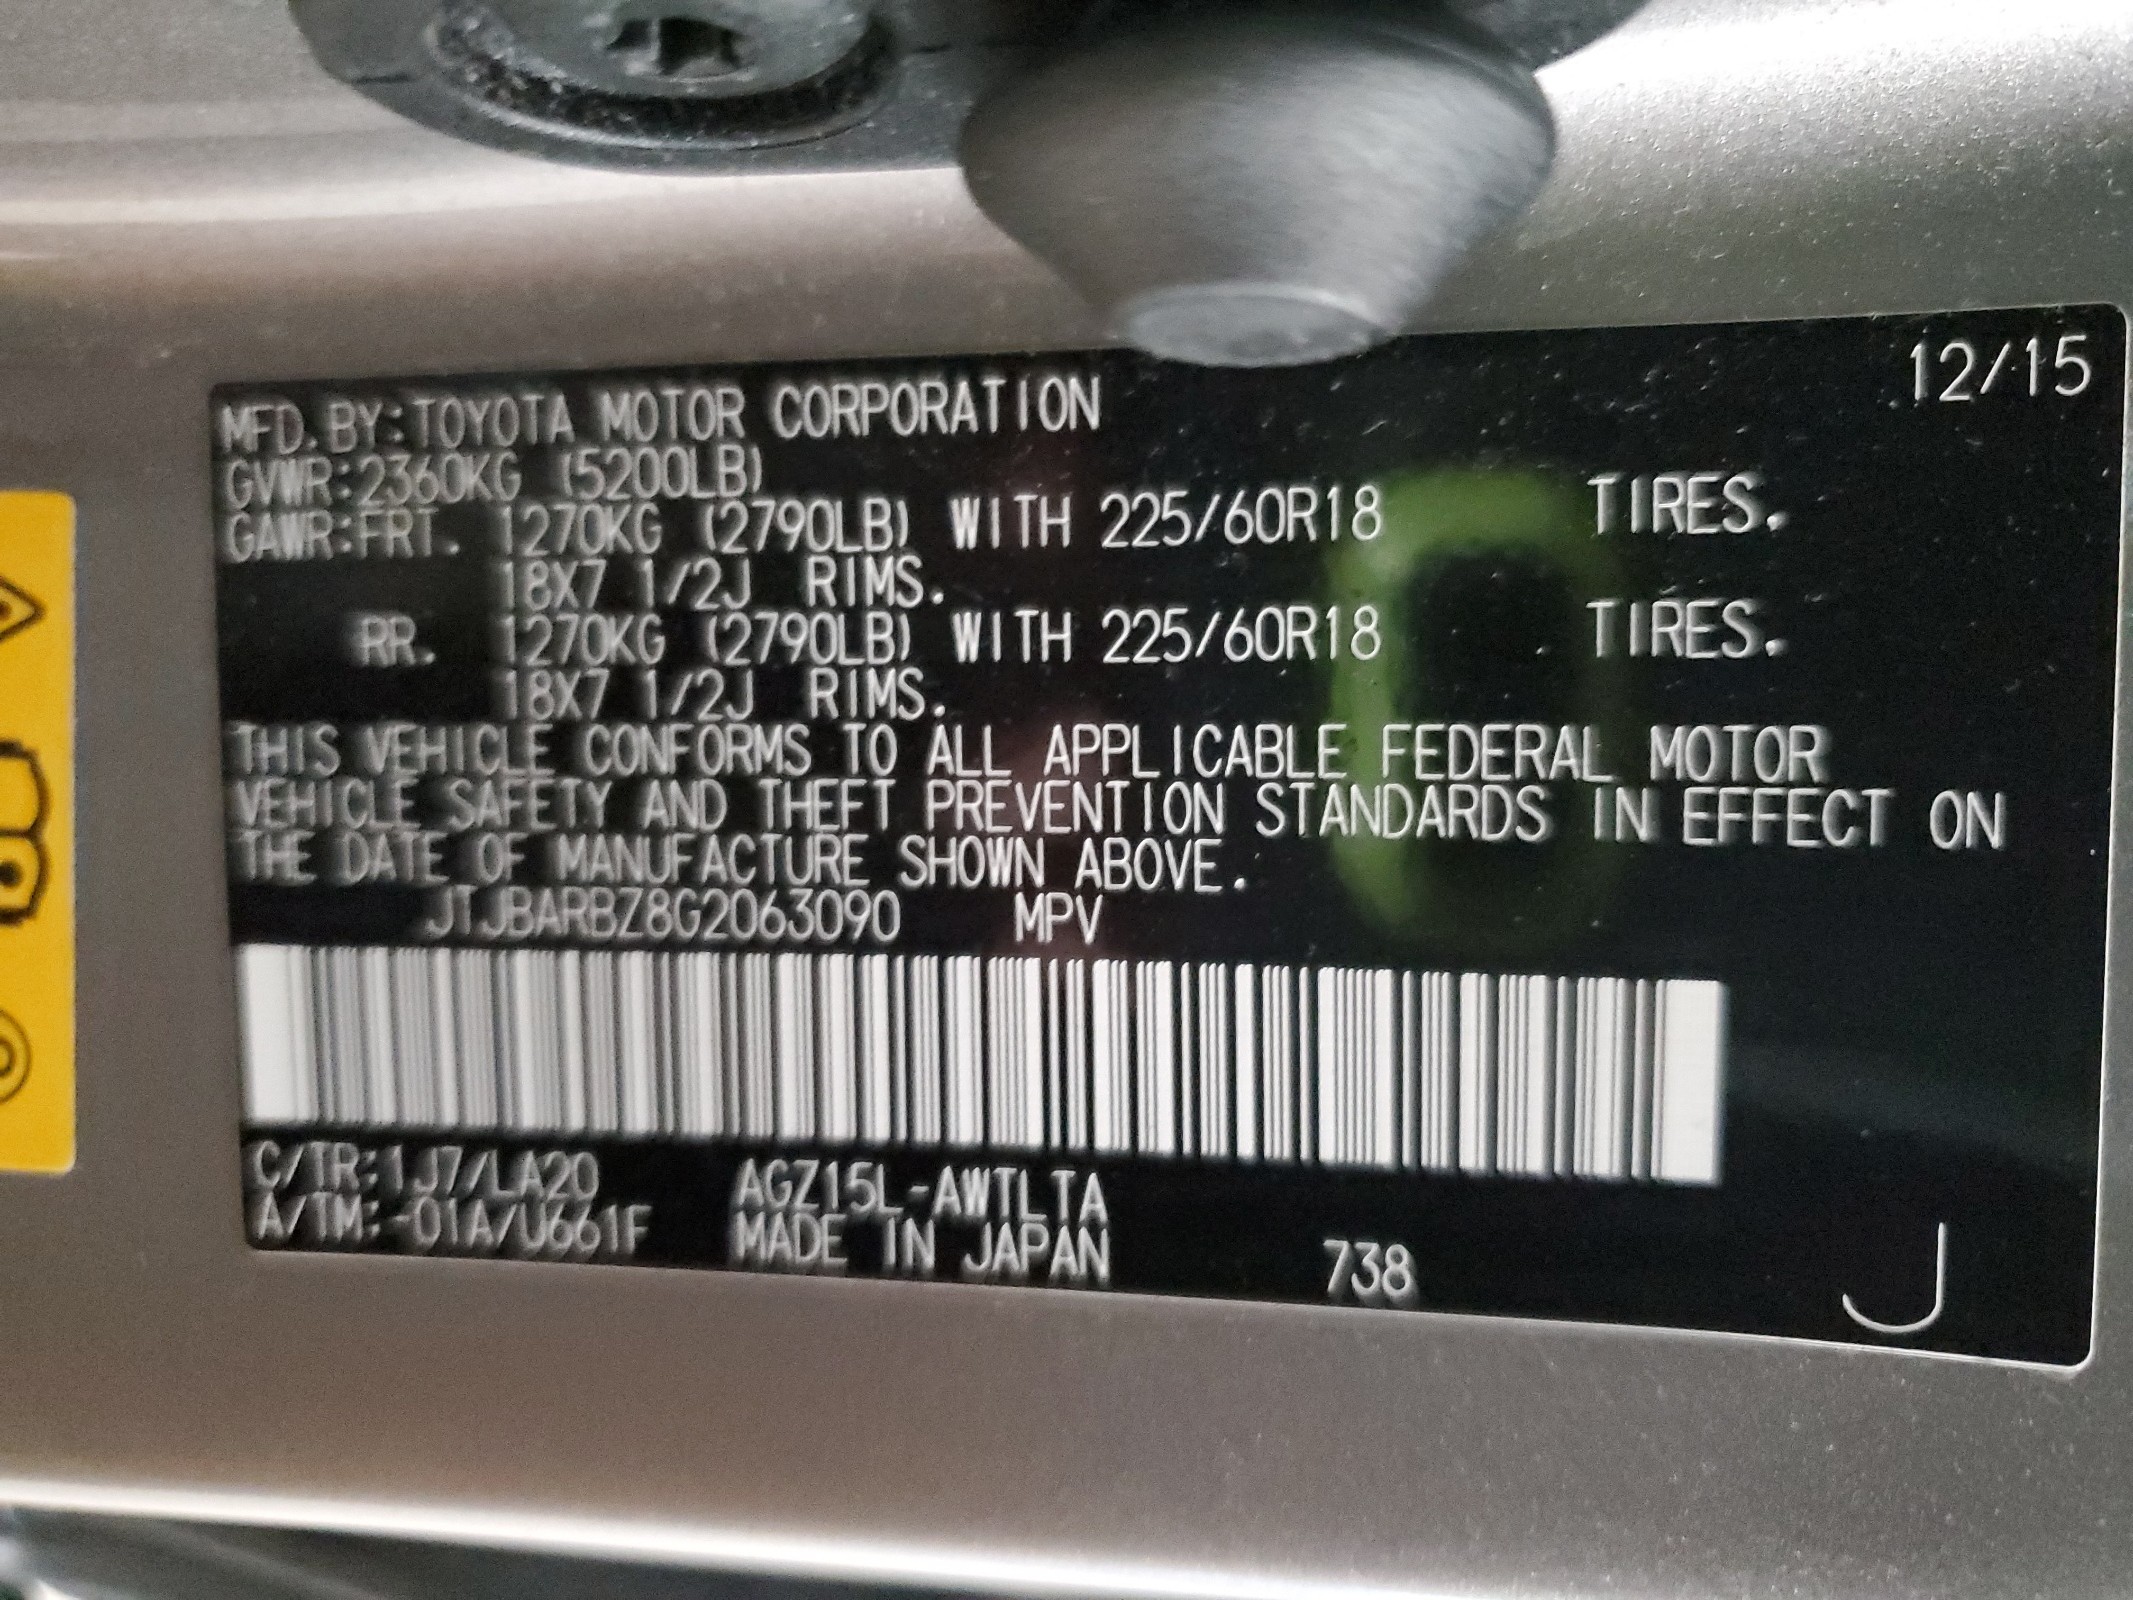 12/15
MFD. BY:TOYOTA MOTOR CORPORATION
GVWR:2360KG (5200LB)
GAWR:FRT. 1270KG (2790LB) WITH 225/60R18 TIRES.
18X7 1/2J RIMS.
RR. 1270KG (2790LB) WITH 225/60R18 TIRES.
18X7 1/2J RIMS.
THIS VEHICLE CONFORMS TO ALL APPLICABLE FEDERAL MOTOR
VEHICLE SAFETY AND THEFT PREVENTION STANDARDS IN EFFECT ON
THE DATE OF MANUFACTURE SHOWN ABOVE.
JTJBARBZ8G2063090 MPV
C/TR:1J7/LA20 AGZ15L-AWTLTA
A/TM:-01A/U661F MADE IN JAPAN 738
J